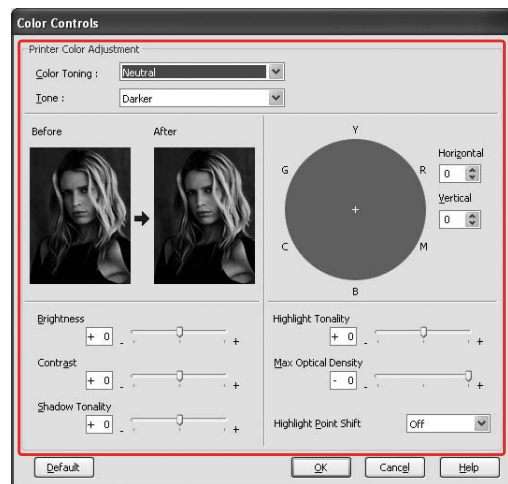 Color Controls
Printer Color Adjustment
Color Toning : Neutral
Tone : Darker
Before After
Y
G R
C M
B
Horizontal
0
Vertical
0
Brightness
+ 0 - +
Contrast
+ 0 - +
Shadow Tonality
+ 0 - +
Highlight Tonality
+ 0 - +
Max Optical Density
- 0 - +
Highlight Point Shift Off
Default OK Cancel Help